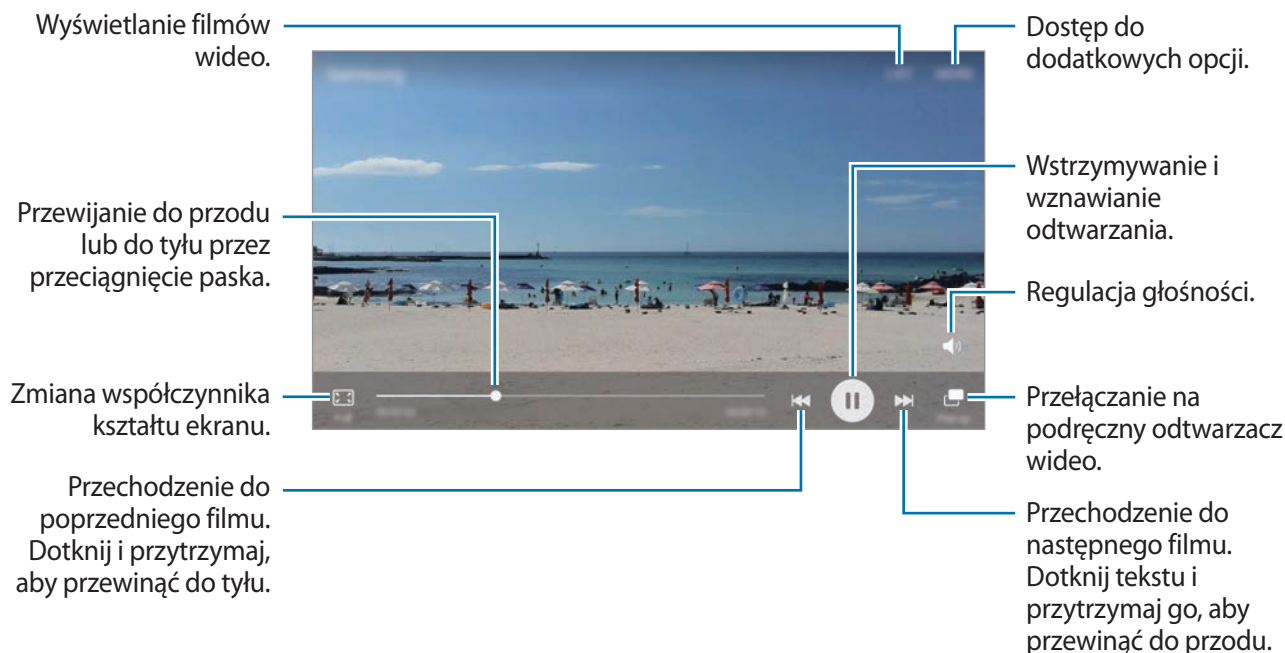 Wyświetlanie filmów
wideo.
Dostęp do
dodatkowych opcji.
Przewijanie do przodu
lub do tyłu przez
przeciągnięcie paska.
Wstrzymywanie i
wznawianie
odtwarzania.
Regulacja głośności.
Zmiana współczynnika
kształtu ekranu.
Przełączanie na
podręczny odtwarzacz
wideo.
Przechodzenie do
poprzedniego filmu.
Dotknij i przytrzymaj,
aby przewinąć do tyłu.
Przechodzenie do
następnego filmu.
Dotknij tekstu i
przytrzymaj go, aby
przewinąć do przodu.